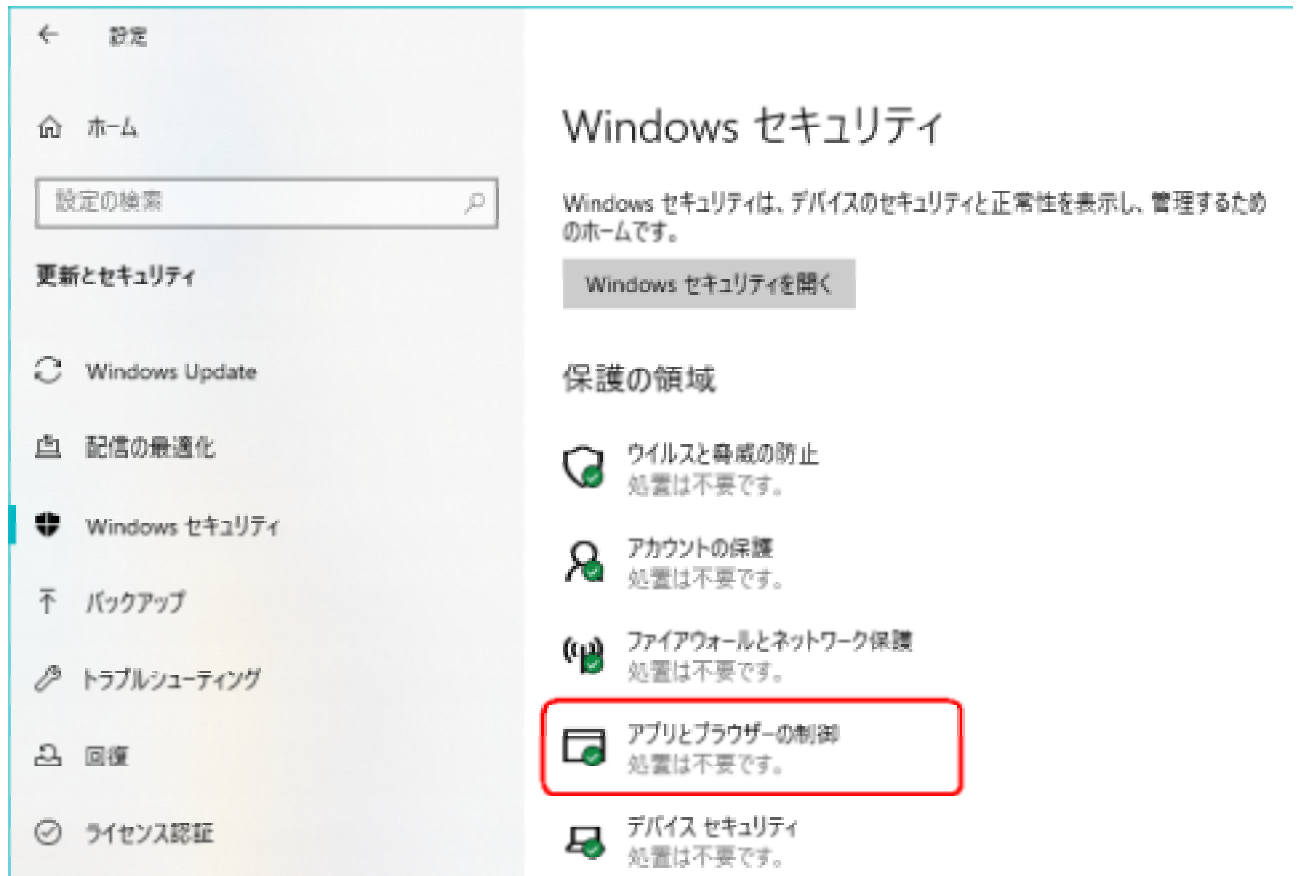 設定
ホーム
設定の検索
更新とセキュリティ
Windows Update
配信の最適化
Windows セキュリティ
バックアップ
トラブルシューティング
回復
ライセンス認証
Windows セキュリティ
Windows セキュリティは、デバイスのセキュリティと正常性を表示し、管理するため
のホームです。
Windows セキュリティを開く
保護の領域
ウイルスと脅威の防止
処置は不要です。
アカウントの保護
処置は不要です。
ファイアウォールとネットワーク保護
処置は不要です。
アプリとブラウザーの制御
処置は不要です。
デバイス セキュリティ
処置は不要です。